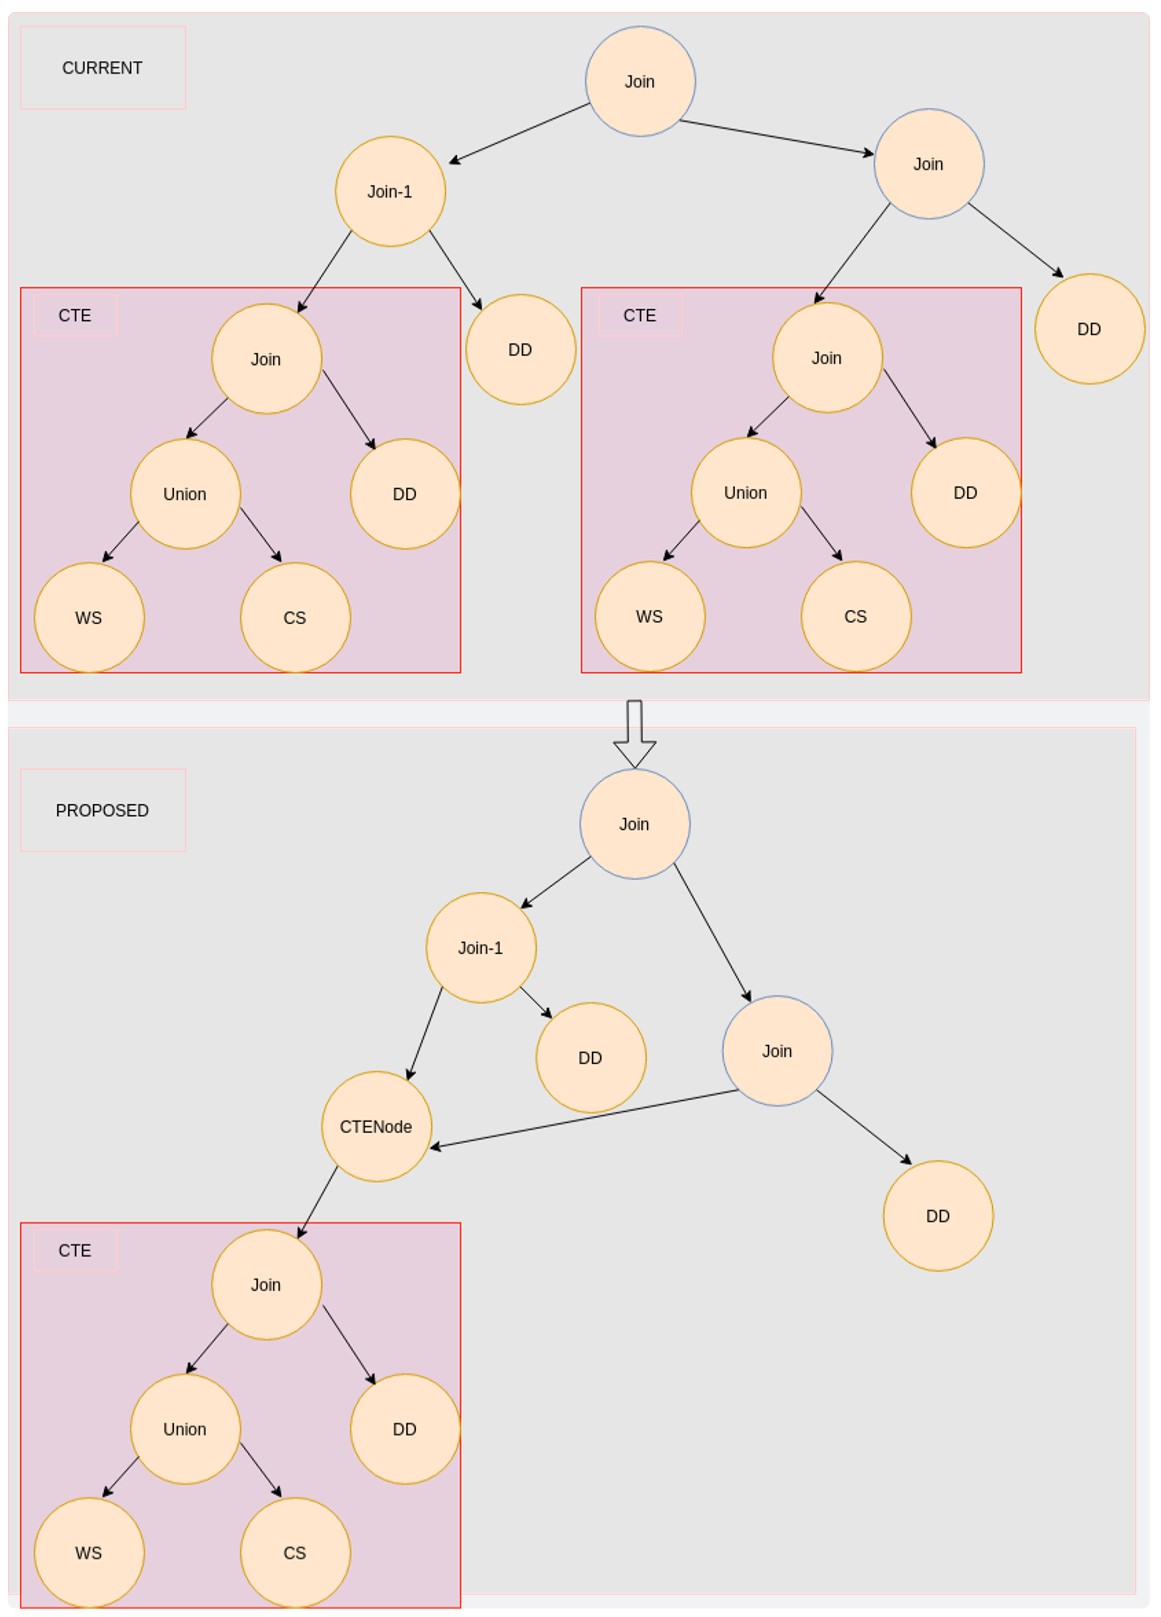 CURRENT
Join
Join
Join-1
DD
DD
CTE
Join
CTE
Join
Union
DD
Union
DD
WS
CS
WS
CS
PROPOSED
Join
Join-1
DD
Join
CTENode
DD
CTE
Join
Union
DD
WS
CS